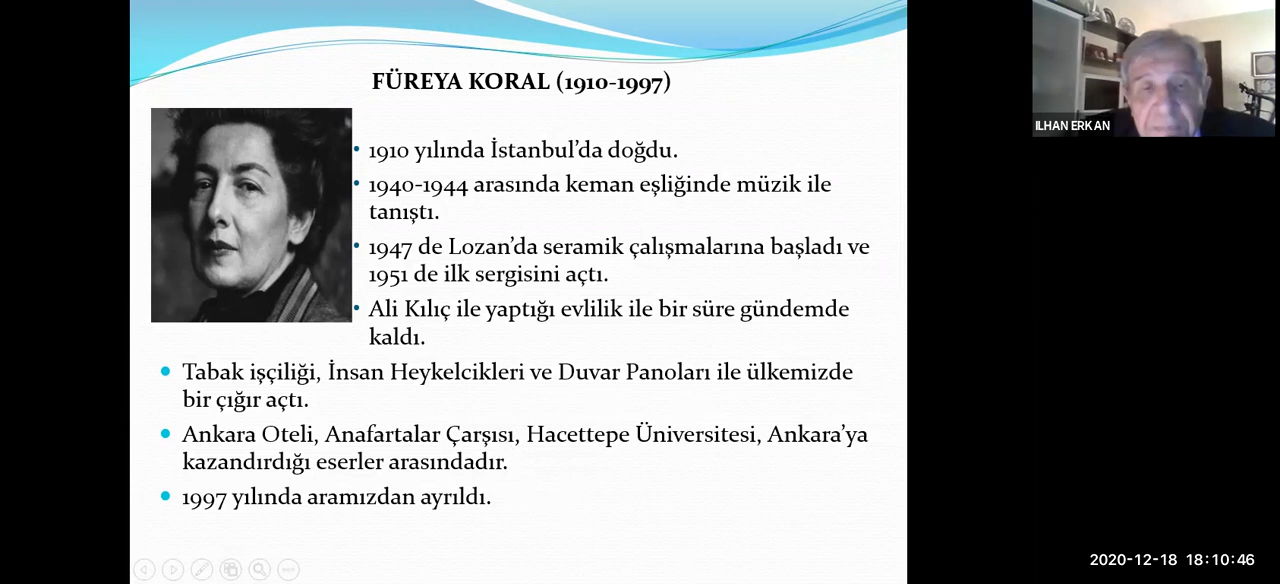 FÜREYA KORAL (1910-1997)
1910 yılında İstanbul'da doğdu.
1940-1944 arasında keman eşliğinde müzik ile
tanıştı.
1947 de Lozan'da seramik çalışmalarına başladı ve
1951 de ilk sergisini açtı.
Ali Kılıç ile yaptığı evlilik ile bir süre gündemde
kaldı.
Tabak işçiliği, İnsan Heykelcikleri ve Duvar Panoları ile ülkemizde
bir çığır açtı.
Ankara Oteli, Anafartalar Çarşısı, Hacettepe Üniversitesi, Ankara'ya
kazandırdığı eserler arasındadır.
1997 yılında aramızdan ayrıldı.
ILHAN ERKAN
2020-12-18 18:10:46